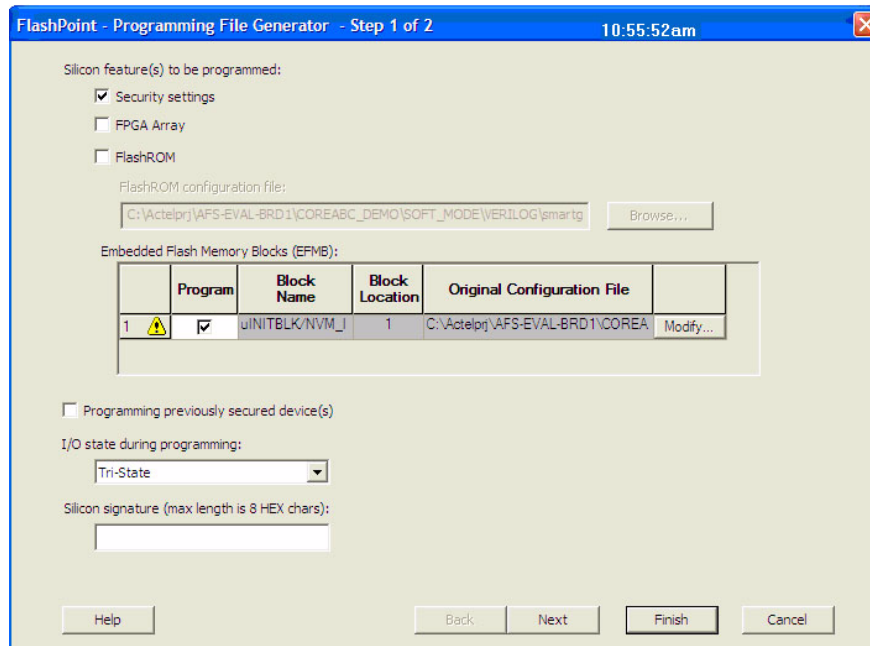 FlashPoint - Programming File Generator - Step 1 of 2 10:55:52am
Silicon feature(s) to be programmed:
Security settings
FPGA Array
FlashROM
FlashROM configuration file:
C:\Actelprj\AFS-EVAL-BRD1\COREABC_DEMO\SOFT_MODE\VERILOG\smartg Browse...
Embedded Flash Memory Blocks (EFMB):
Program Block Name Block Location Original Configuration File
1 uINITBLK/NVM_I 1 C:\Actelprj\AFS-EVAL-BRD1\COREA Modify...
Programming previously secured device(s)
I/O state during programming:
Tri-State
Silicon signature (max length is 8 HEX chars):
Help Back Next Finish Cancel